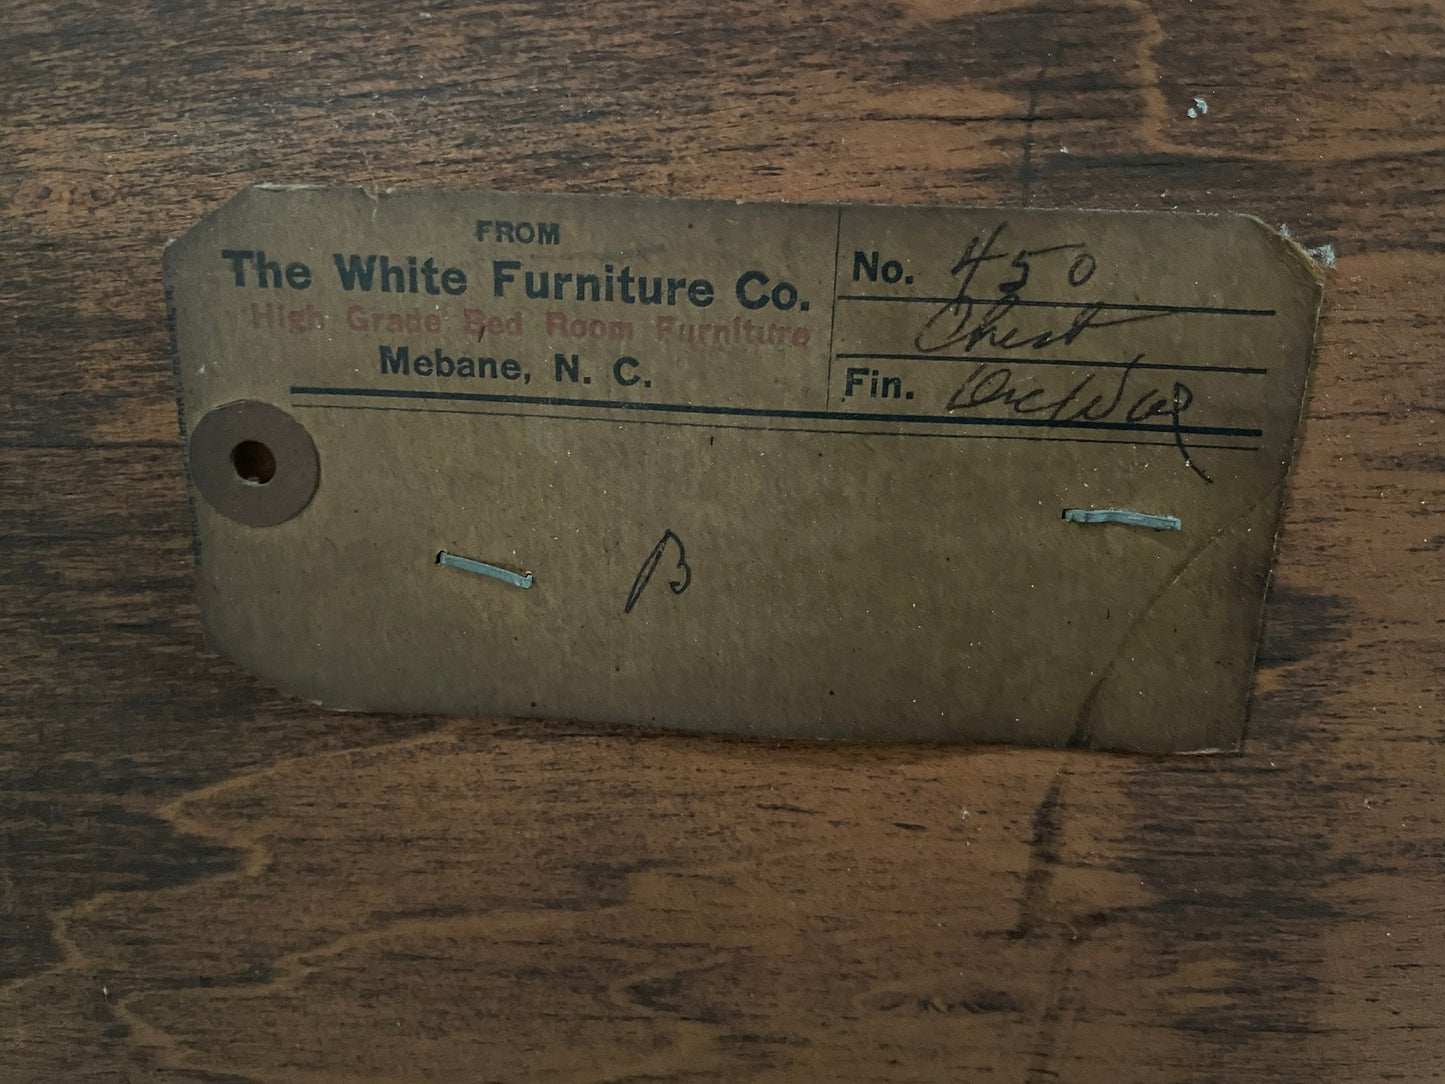 FROM
The White Furniture Co.
High Grade Bed Room Furniture
Mebane, N. C.
No. 450
Chest
Fin.
B